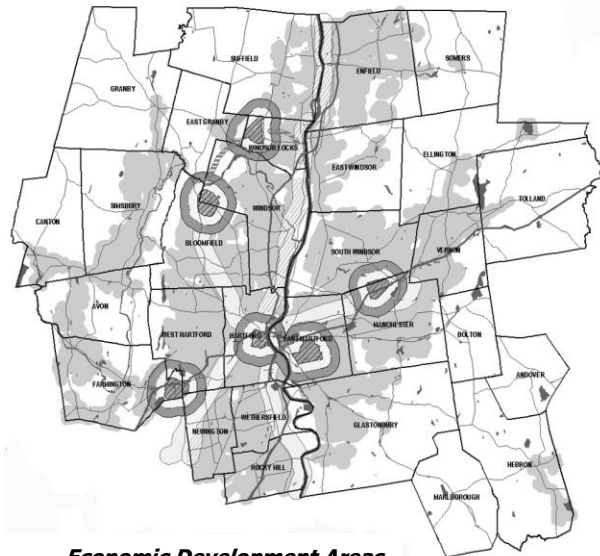 SUFFIELD
ENFIELD
SOMERS
GRANBY
EAST GRANBY
WINDSOR LOCKS
EAST WINDSOR
ELLINGTON
TOLLAND
SIMSBURY
CANTON
WINDSOR
BLOOMFIELD
SOUTH WINDSOR
VERNON
AVON
WEST HARTFORD
HARTFORD
EAST HARTFORD
MANCHESTER
BOLTON
ANDOVER
FARMINGTON
NEWINGTON
WETHERSFIELD
GLASTONBURY
ROCKY HILL
HEBRON
MARLBOROUGH
Economic Development Areas